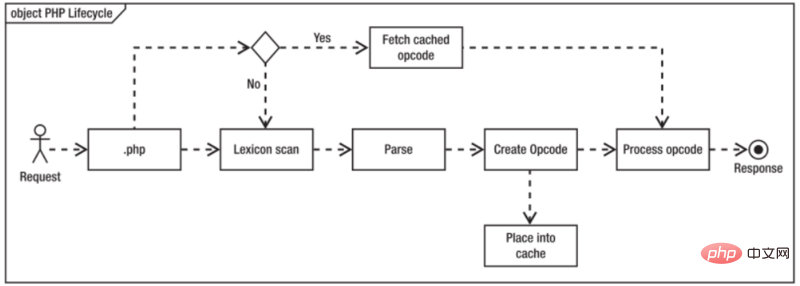 object PHP Lifecycle
Yes
Fetch cached
opcode
No
Request
.php
Lexicon scan
Parse
Create Opcode
Process opcode
Response
Place into
cache
php 中文网